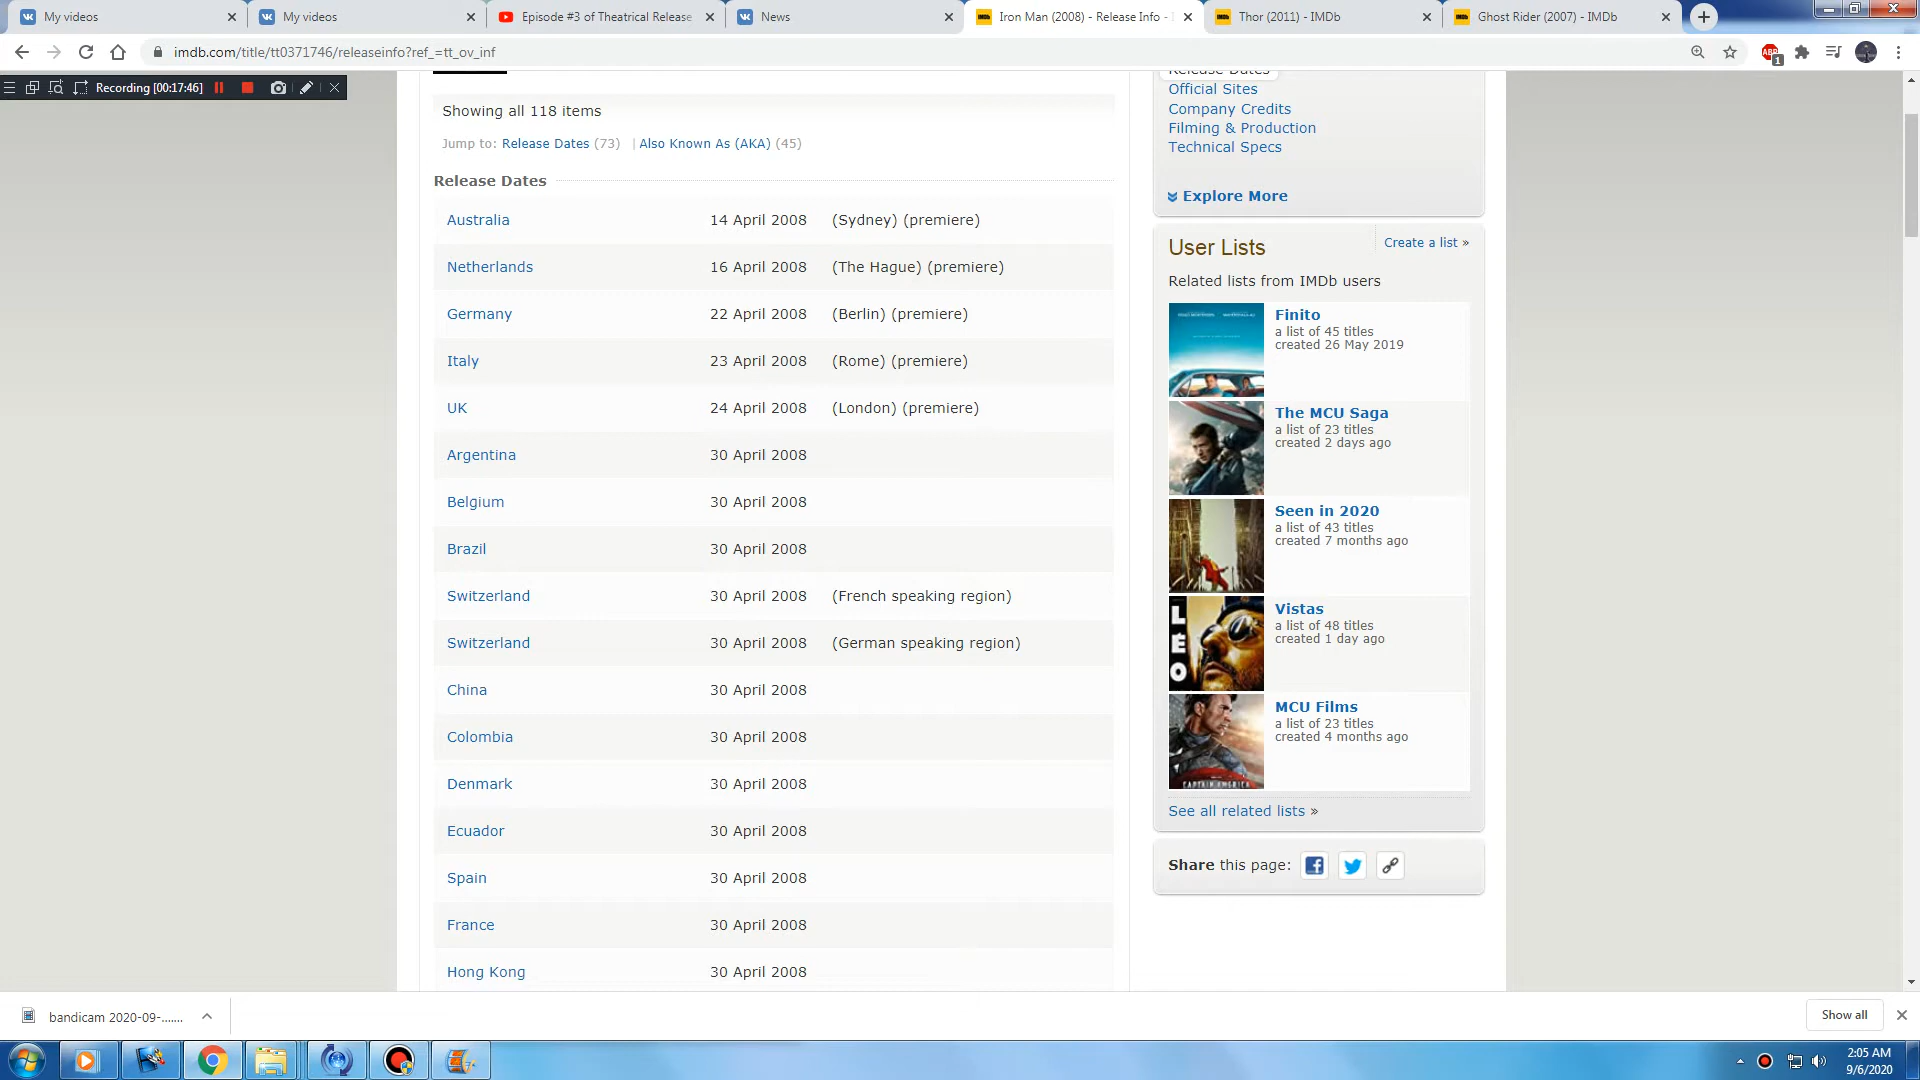 My videos
My videos
Episode #3 of Theatrical Release
News
Iron Man (2008) - Release Info -
Thor (2011) - IMDb
Ghost Rider (2007) - IMDb
imdb.com/title/tt0371746/releaseinfo?ref_=tt_ov_inf
ABP
1
Recording [00:17:46]
Showing all 118 items
Jump to: Release Dates (73) | Also Known As (AKA) (45)
Release Dates
Australia 14 April 2008 (Sydney) (premiere)
Netherlands 16 April 2008 (The Hague) (premiere)
Germany 22 April 2008 (Berlin) (premiere)
Italy 23 April 2008 (Rome) (premiere)
UK 24 April 2008 (London) (premiere)
Argentina 30 April 2008
Belgium 30 April 2008
Brazil 30 April 2008
Switzerland 30 April 2008 (French speaking region)
Switzerland 30 April 2008 (German speaking region)
China 30 April 2008
Colombia 30 April 2008
Denmark 30 April 2008
Ecuador 30 April 2008
Spain 30 April 2008
France 30 April 2008
Hong Kong 30 April 2008
Release Dates
Official Sites
Company Credits
Filming & Production
Technical Specs
Explore More
User Lists
Create a list »
Related lists from IMDb users
Finito
a list of 45 titles
created 26 May 2019
The MCU Saga
a list of 23 titles
created 2 days ago
Seen in 2020
a list of 43 titles
created 7 months ago
LÉO
Vistas
a list of 48 titles
created 1 day ago
CAPTAIN AMERICA
MCU Films
a list of 23 titles
created 4 months ago
See all related lists »
Share this page:
bandicam 2020-09-.......
Show all
2:05 AM
9/6/2020